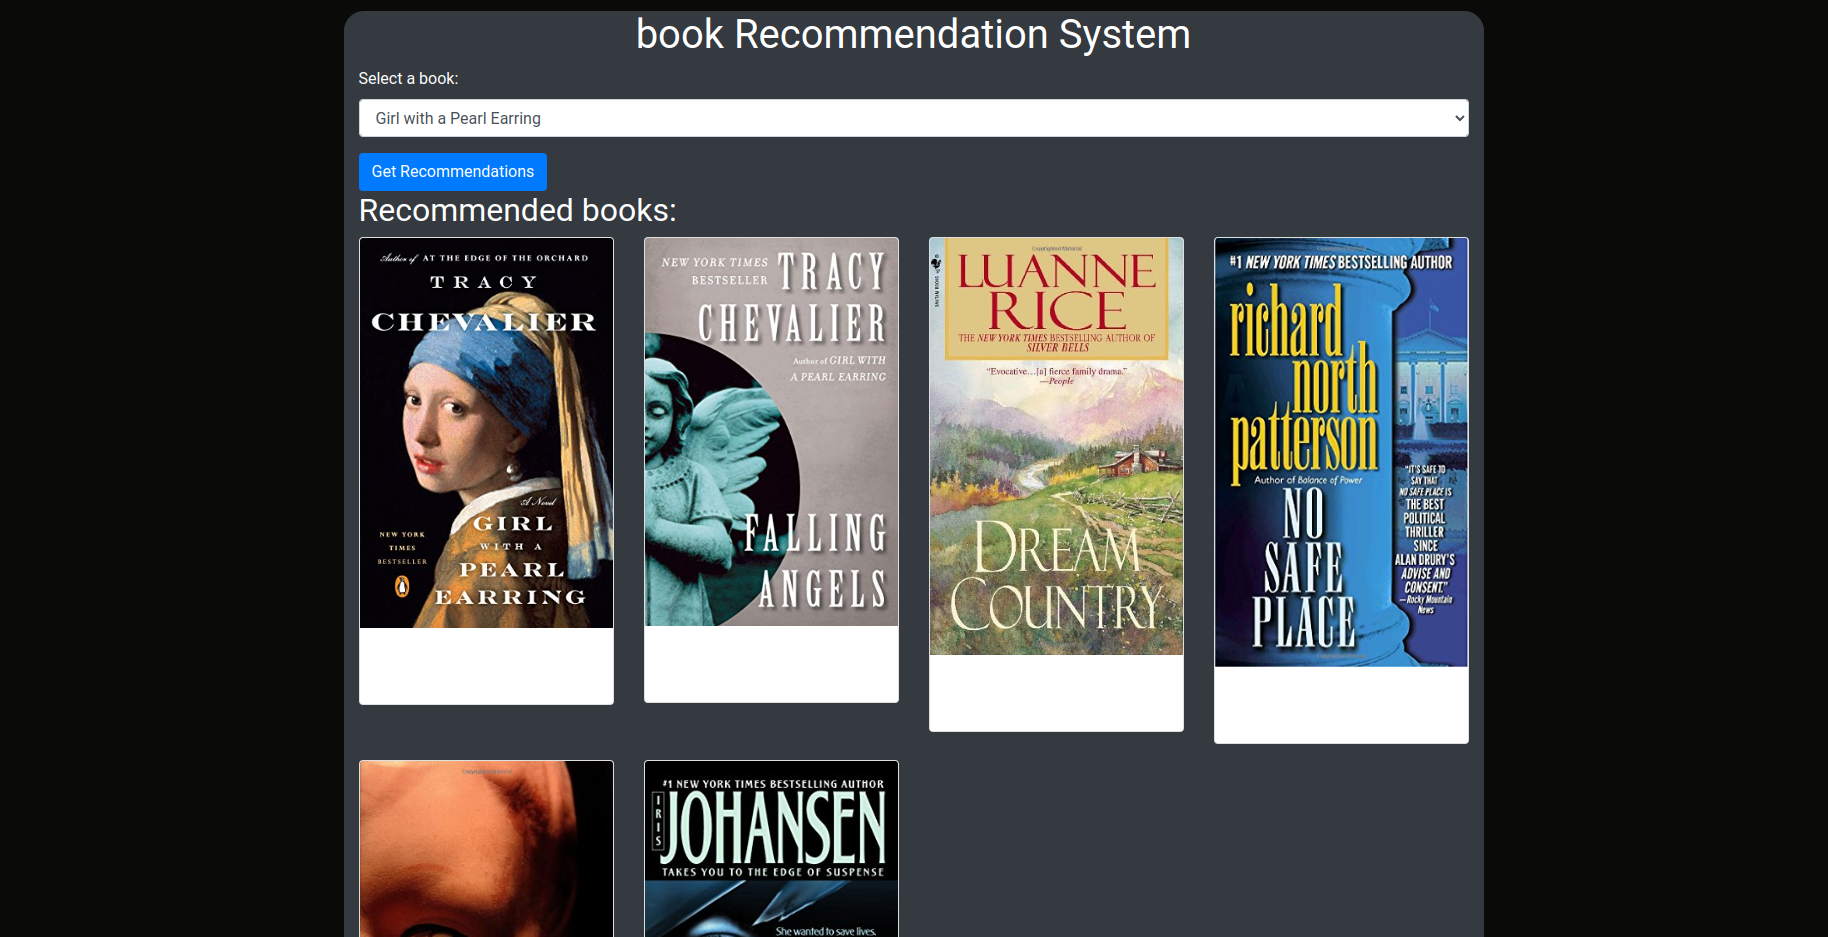 book Recommendation System
Select a book:
Girl with a Pearl Earring
Get Recommendations
Recommended books:
Author of AT THE EDGE OF THE ORCHARD
TRACY
CHEVALIER
A Novel
GIRL
WITH A
PEARL
EARRING
NEW YORK
TIMES
BESTSELLER
NEW YORK TIMES
BESTSELLER
TRACY
CHEVALIER
Author of GIRL WITH
A PEARL EARRING
FALLING
ANGELS
Copyrighted Material
BANTAM BOOKS
LUANNE
RICE
THE NEW YORK TIMES BESTSELLING AUTHOR OF
SILVER BELLS
“Evocative…[a] fierce family drama.”
—People
DREAM
COUNTRY
#1 NEW YORK TIMES BESTSELLING AUTHOR
richard
north
patterson
Author of Balance of Power
NO
SAFE
PLACE
“IT'S SAFE TO
SAY THAT
NO SAFE PLACE IS
THE BEST
POLITICAL
THRILLER
SINCE
ALAN DRURY'S
ADVISE AND
CONSENT.”
—Rocky Mountain
News
#1 NEW YORK TIMES BESTSELLING AUTHOR
IRIS
JOHANSEN
TAKES YOU TO THE EDGE OF SUSPENSE
She wanted to save lives.